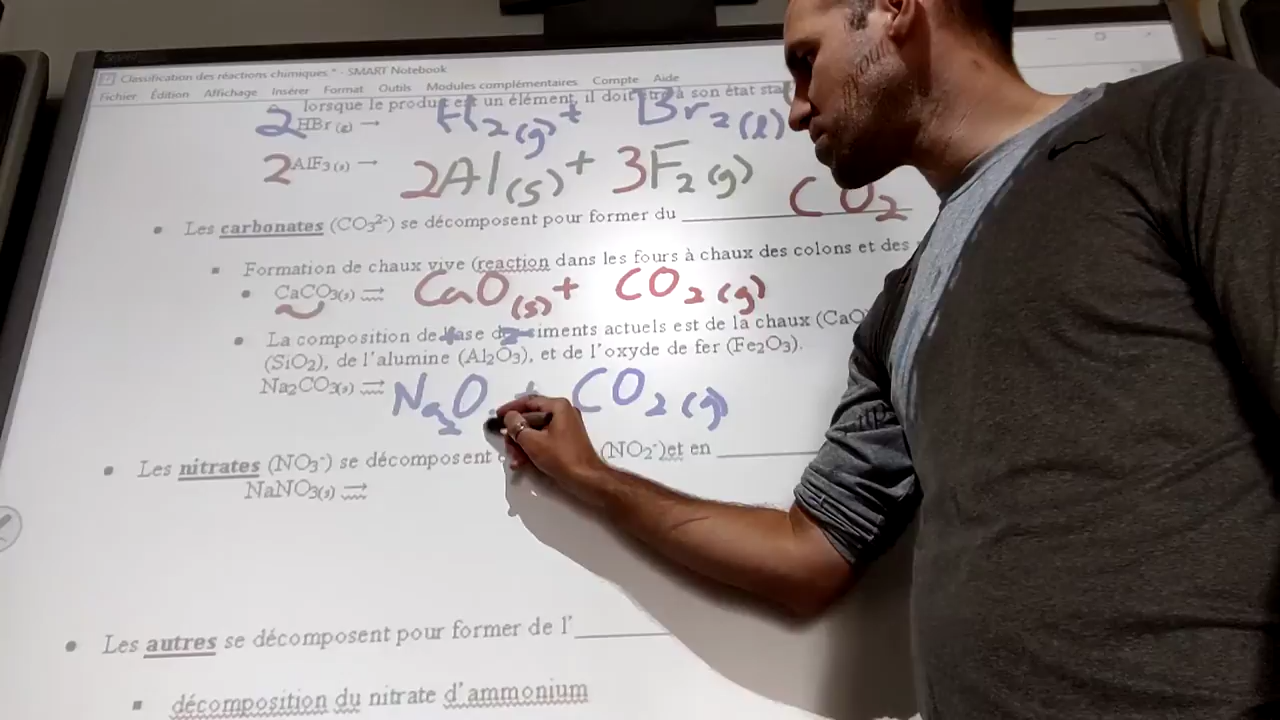 Classification des réactions chimiques * - SMART Notebook
Fichier Édition Affichage Insérer Format Outils Modules complémentaires Compte Aide
lorsque le produit est un élément, il doit être à son état sta
2HBr(ℓ) → H2(g) + Br2(l)
2AlF3(s) → 2Al(s) + 3F2(g)
• Les carbonates (CO3²⁻) se décomposent pour former du CO2
▪ Formation de chaux vive (reaction dans les fours à chaux des colons et des
• CaCO3(s) → CaO(s) + CO2(g)
• La composition de base de ciments actuels est de la chaux (CaO
(SiO2), de l'alumine (Al2O3), et de l'oxyde de fer (Fe2O3).
Na2CO3(s) → Na2O + CO2(g)
• Les nitrates (NO3⁻) se décomposent (NO2⁻)et en ______
NaNO3(s) →
• Les autres se décomposent pour former de l'______
▪ décomposition du nitrate d'ammonium